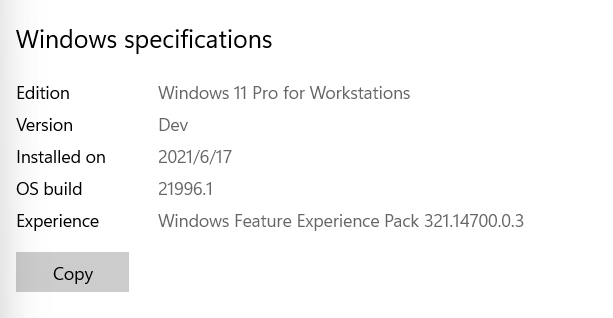 Windows specifications
Edition Windows 11 Pro for Workstations
Version Dev
Installed on 2021/6/17
OS build 21996.1
Experience Windows Feature Experience Pack 321.14700.0.3
Copy